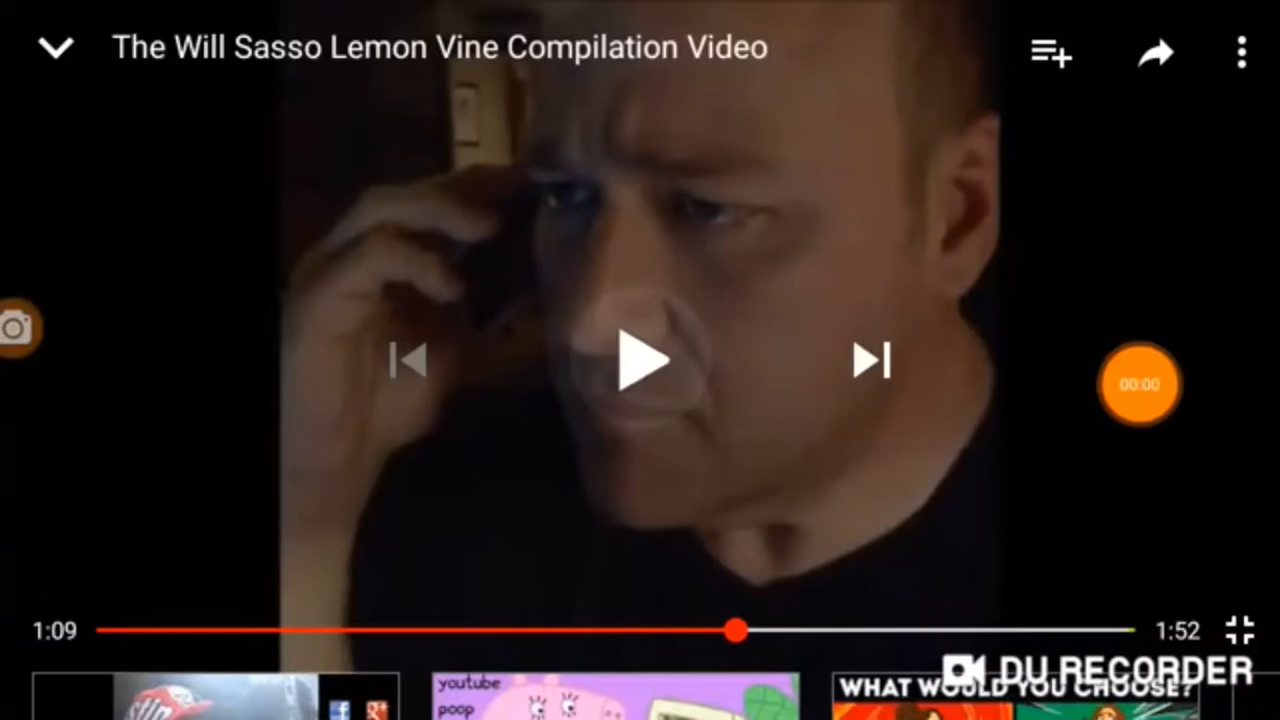 The Will Sasso Lemon Vine Compilation Video
00:00
1:09
1:52
DU RECORDER
youtube
poop
WHAT WOULD YOU CHOOSE?